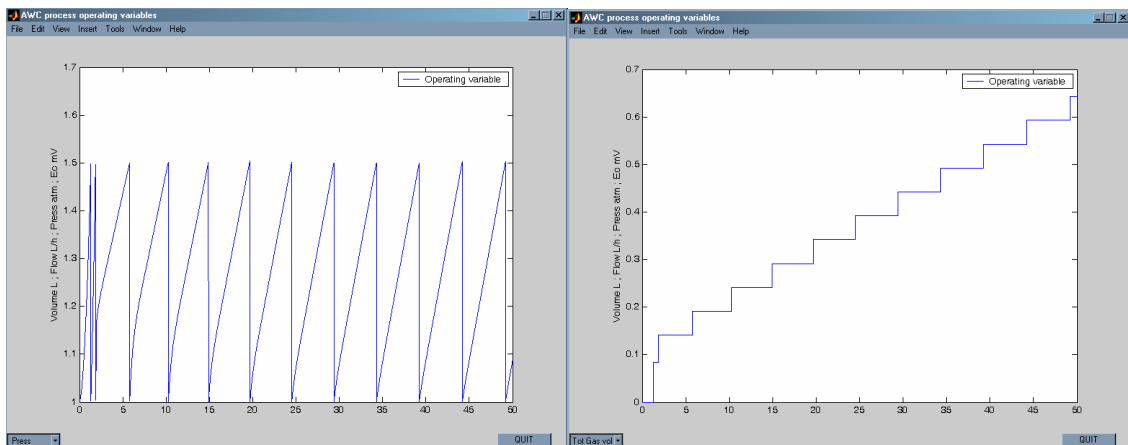 AWC process operating variables
File Edit View Insert Tools Window Help
1.7
1.6
1.5
1.4
1.3
1.2
1.1
1
Volume L ; Flow L/h ; Press atm ; Ec mV
Operating variable
0 5 10 15 20 25 30 35 40 45 50
Press
QUIT
AWC process operating variables
File Edit View Insert Tools Window Help
0.7
0.6
0.5
0.4
0.3
0.2
0.1
0
Volume L ; Flow L/h ; Press atm ; Ec mV
Operating variable
0 5 10 15 20 25 30 35 40 45 50
Tot Gas vol
QUIT